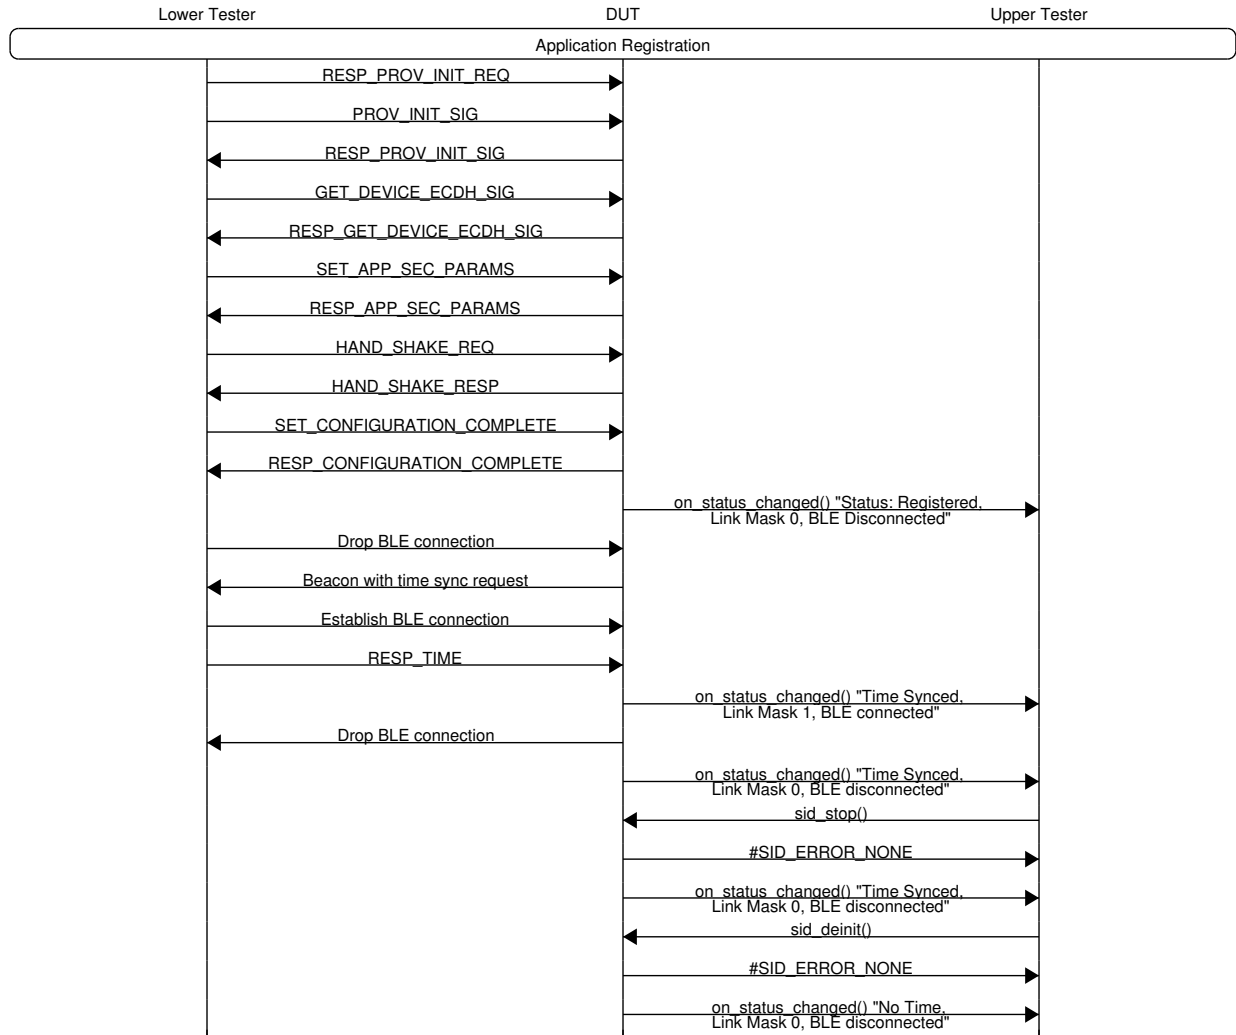 Lower Tester DUT Upper Tester
Application Registration
RESP_PROV_INIT_REQ
PROV_INIT_SIG
RESP_PROV_INIT_SIG
GET_DEVICE_ECDH_SIG
RESP_GET_DEVICE_ECDH_SIG
SET_APP_SEC_PARAMS
RESP_APP_SEC_PARAMS
HAND_SHAKE_REQ
HAND_SHAKE_RESP
SET_CONFIGURATION_COMPLETE
RESP_CONFIGURATION_COMPLETE
on_status_changed() "Status: Registered,
Link Mask 0, BLE Disconnected"
Drop BLE connection
Beacon with time sync request
Establish BLE connection
RESP_TIME
on_status_changed() "Time Synced,
Link Mask 1, BLE connected"
Drop BLE connection
on_status_changed() "Time Synced,
Link Mask 0, BLE disconnected"
sid_stop()
#SID_ERROR_NONE
on_status_changed() "Time Synced,
Link Mask 0, BLE disconnected"
sid_deinit()
#SID_ERROR_NONE
on_status_changed() "No Time,
Link Mask 0, BLE disconnected"